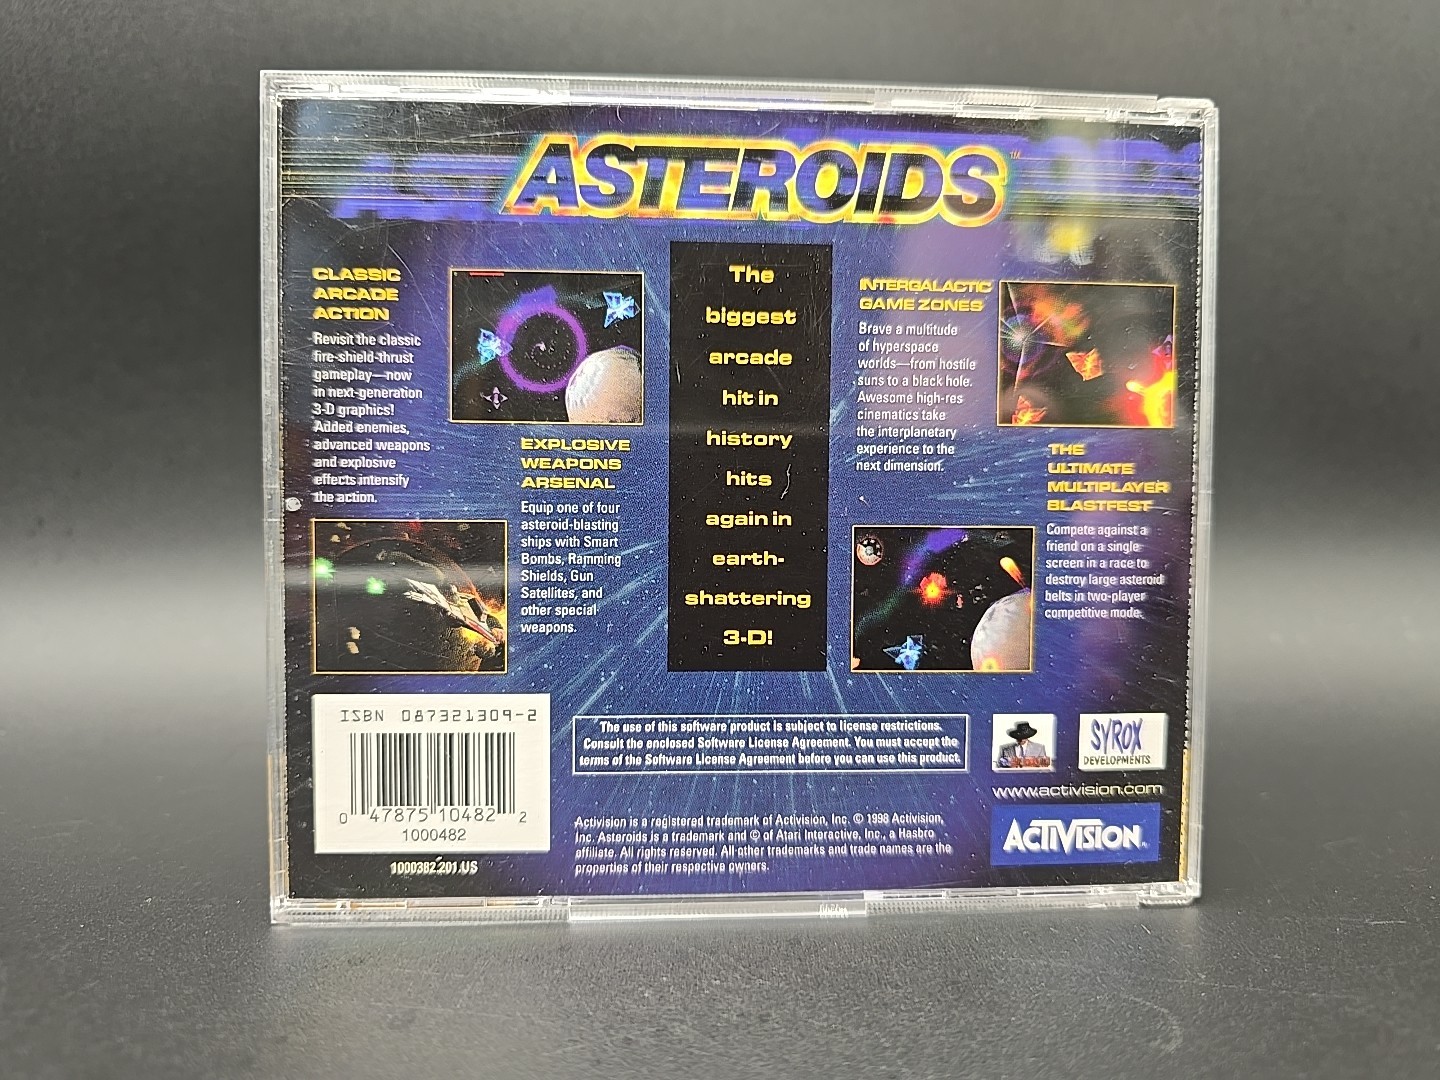 ASTEROIDS™
CLASSIC
ARCADE
ACTION
Revisit the classic
fire-shield-thrust
gameplay—now
in next-generation
3-D graphics!
Added enemies,
advanced weapons
and explosive
effects intensify
the action.
EXPLOSIVE
WEAPONS
ARSENAL
Equip one of four
asteroid-blasting
ships with Smart
Bombs, Ramming
Shields, Gun
Satellites, and
other special
weapons.
The
biggest
arcade
hit in
history
hits
again in
earth-
shattering
3-D!
INTERGALACTIC
GAME ZONES
Brave a multitude
of hyperspace
worlds—from hostile
suns to a black hole.
Awesome high-res
cinematics take
the interplanetary
experience to the
next dimension.
THE
ULTIMATE
MULTIPLAYER
BLASTFEST
Compete against a
friend on a single
screen in a race to
destroy large asteroid
belts in two-player
competitive mode.
ISBN 087321309-2
0 47875 10482 2
1000482
1000382.201.US
The use of this software product is subject to license restrictions.
Consult the enclosed Software License Agreement. You must accept the
terms of the Software License Agreement before you can use this product.
Activision is a registered trademark of Activision, Inc. © 1998 Activision,
Inc. Asteroids is a trademark and © of Atari Interactive, Inc., a Hasbro
affiliate. All rights reserved. All other trademarks and trade names are the
properties of their respective owners.
SYROX
DEVELOPMENTS
www.activision.com
ACTIVISION